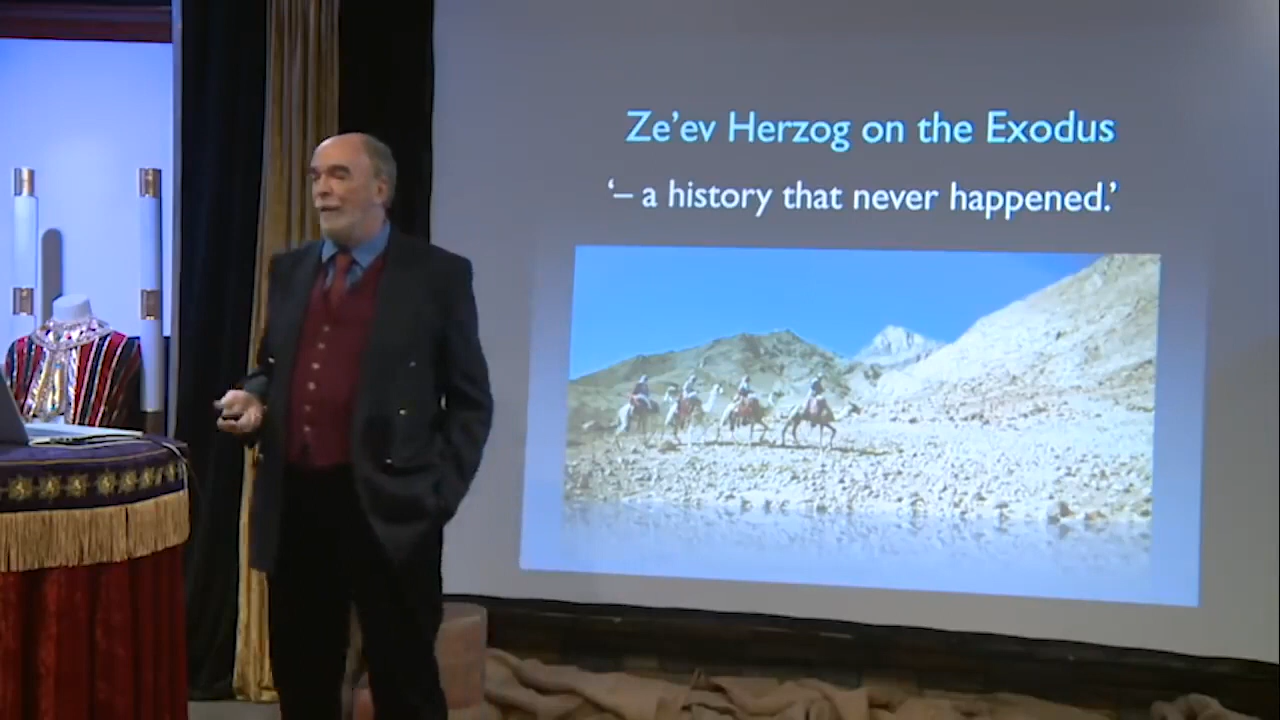 Ze’ev Herzog on the Exodus
‘– a history that never happened.’